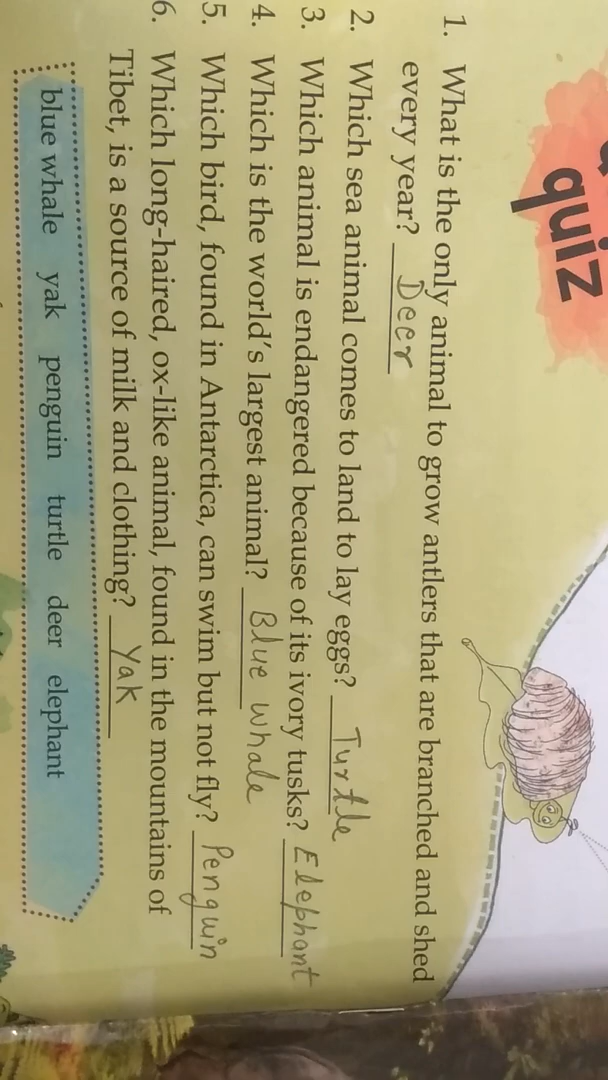 quiz
1. What is the only animal to grow antlers that are branched and shed
every year? Deer
2. Which sea animal comes to land to lay eggs? Turtle
3. Which animal is endangered because of its ivory tusks? Elephant
4. Which is the world's largest animal? Blue whale
5. Which bird, found in Antarctica, can swim but not fly? Penguin
6. Which long-haired, ox-like animal, found in the mountains of
Tibet, is a source of milk and clothing? Yak
blue whale yak penguin turtle deer elephant